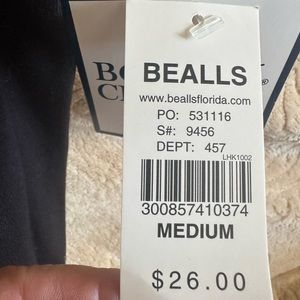 BEALLS
www.beallsflorida.com
PO: 531116
S#: 9456
DEPT: 457
LHK1002
300857410374
MEDIUM
$26.00